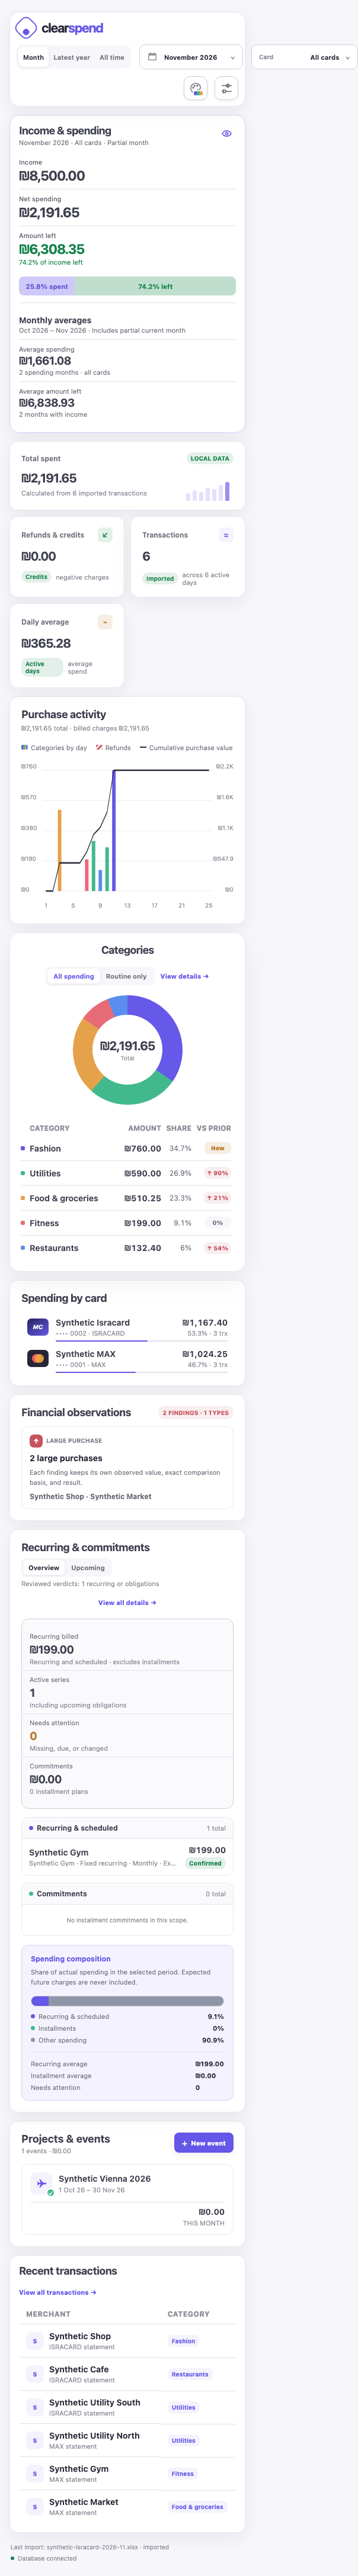 clearspend
Month Latest year All time November 2026 Card All cards
Income & spending
November 2026 · All cards · Partial month
Income
₪8,500.00
Net spending
₪2,191.65
Amount left
₪6,308.35
74.2% of income left
25.8% spent 74.2% left
Monthly averages
Oct 2026 – Nov 2026 · Includes partial current month
Average spending
₪1,661.08
2 spending months · all cards
Average amount left
₪6,838.93
2 months with income
Total spent LOCAL DATA
₪2,191.65
Calculated from 6 imported transactions
Refunds & credits
₪0.00
Credits negative charges
Transactions
6
Imported across 6 active days
Daily average
₪365.28
Active days average spend
Purchase activity
₪2,191.65 total · billed charges ₪2,191.65
Categories by day Refunds Cumulative purchase value
₪760 ₪2.2K
₪570 ₪1.6K
₪380 ₪1.1K
₪190 ₪547.9
₪0 ₪0
1 5 9 13 17 21 25
Categories
All spending Routine only View details →
₪2,191.65
Total
CATEGORY AMOUNT SHARE VS PRIOR
Fashion ₪760.00 34.7% New
Utilities ₪590.00 26.9% ↑ 90%
Food & groceries ₪510.25 23.3% ↑ 21%
Fitness ₪199.00 9.1% 0%
Restaurants ₪132.40 6% ↑ 54%
Spending by card
MC Synthetic Isracard ₪1,167.40
•••• 0002 · ISRACARD 53.3% · 3 trx
Synthetic MAX ₪1,024.25
•••• 0001 · MAX 46.7% · 3 trx
Financial observations 2 FINDINGS · 1 TYPES
LARGE PURCHASE
2 large purchases
Each finding keeps its own observed value, exact comparison
basis, and result.
Synthetic Shop · Synthetic Market
Recurring & commitments
Overview Upcoming
Reviewed verdicts: 1 recurring or obligations
View all details →
Recurring billed
₪199.00
Recurring and scheduled · excludes installments
Active series
1
Including upcoming obligations
Needs attention
0
Missing, due, or changed
Commitments
₪0.00
0 installment plans
Recurring & scheduled 1 total
Synthetic Gym ₪199.00
Synthetic Gym · Fixed recurring · Monthly · Ex... Confirmed
Commitments 0 total
No installment commitments in this scope.
Spending composition
Share of actual spending in the selected period. Expected
future charges are never included.
Recurring & scheduled 9.1%
Installments 0%
Other spending 90.9%
Recurring average ₪199.00
Installment average ₪0.00
Needs attention 0
Projects & events
1 events · ₪0.00
+ New event
Synthetic Vienna 2026
1 Oct 26 – 30 Nov 26
₪0.00
THIS MONTH
Recent transactions
View all transactions →
MERCHANT CATEGORY
S Synthetic Shop Fashion
ISRACARD statement
S Synthetic Cafe Restaurants
ISRACARD statement
S Synthetic Utility South Utilities
ISRACARD statement
S Synthetic Utility North Utilities
MAX statement
S Synthetic Gym Fitness
MAX statement
S Synthetic Market Food & groceries
MAX statement
Last import: synthetic-isracard-2026-11.xlsx · imported
Database connected